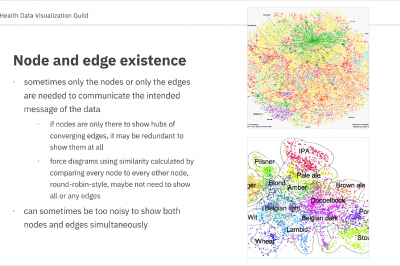 Health Data Visualization Guild
Node and edge existence
· sometimes only the nodes or only the edges
are needed to communicate the intended
message of the data
· if nodes are only there to show hubs of
converging edges, it may be redundant to
show them at all
· force diagrams using similarity calculated by
comparing every node to every other node,
round-robin-style, maybe not need to show
all or any edges
· can sometimes be too noisy to show both
nodes and edges simultaneously
IPA
Pilsner
Pale ale
Blond
Amber
Brown ale
Doppelbock
Belgian light
Wit
Belgian dark
Lambic
Wheat